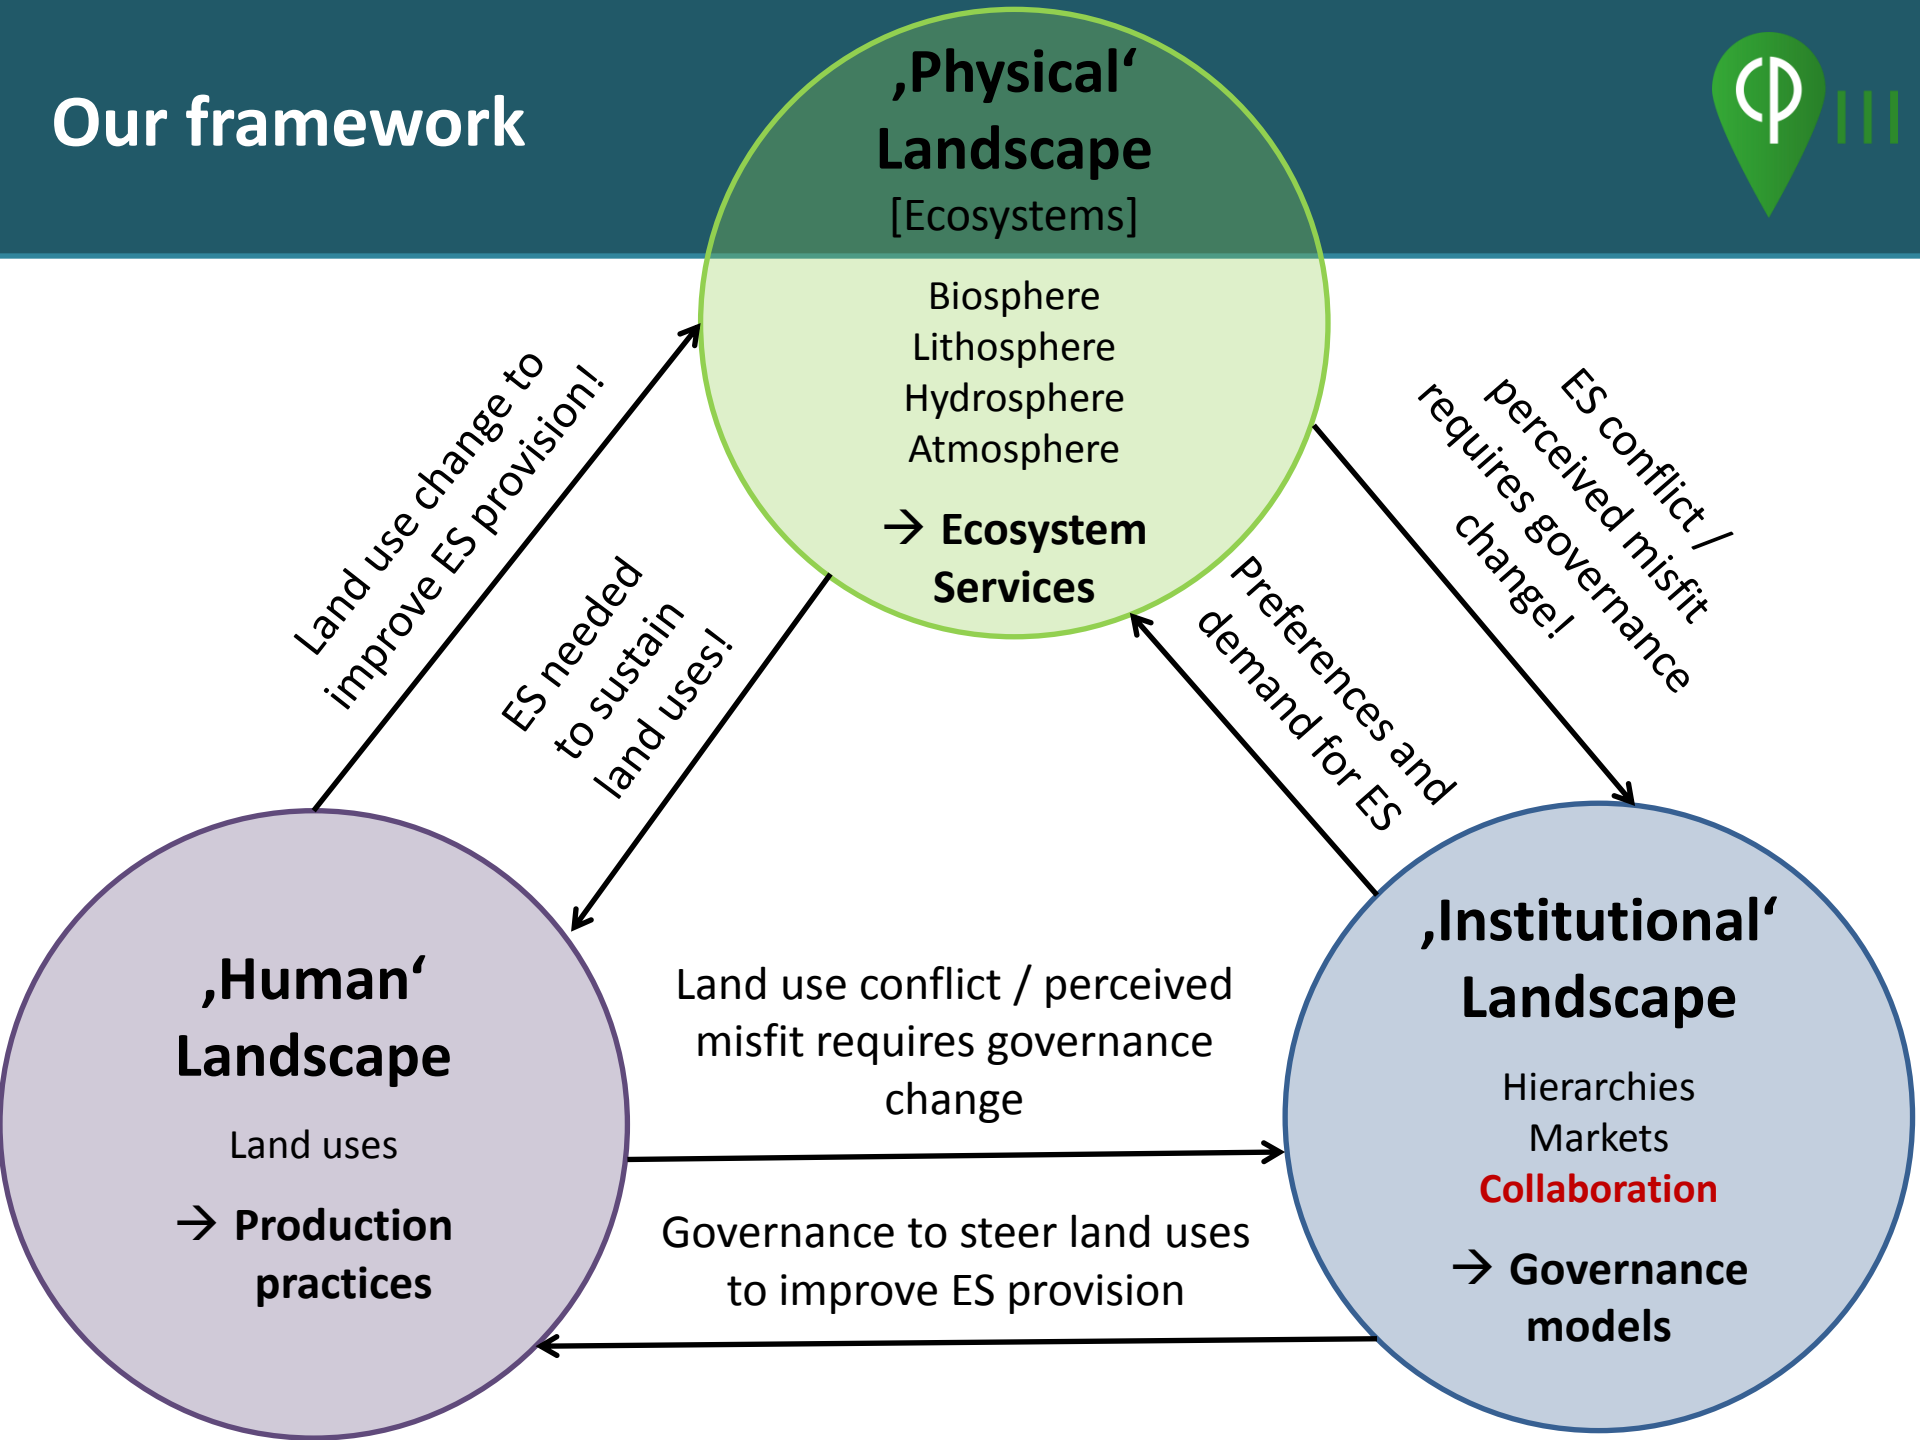 Our framework
‚Physical‘
Landscape
[Ecosystems]
Biosphere
Lithosphere
Hydrosphere
Atmosphere
→ Ecosystem
Services
Land use change to
improve ES provision!
ES needed
to sustain
land uses!
ES conflict /
perceived misfit
requires governance
change!
Preferences and
demand for ES
‚Human‘
Landscape
Land uses
→ Production
practices
Land use conflict / perceived
misfit requires governance
change
Governance to steer land uses
to improve ES provision
‚Institutional‘
Landscape
Hierarchies
Markets
Collaboration
→ Governance
models